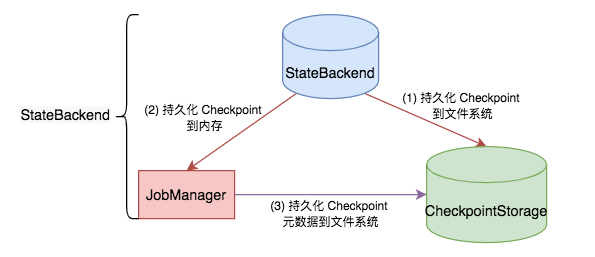 StateBackend
(1) 持久化 Checkpoint
到文件系统
(2) 持久化 Checkpoint
到内存
StateBackend
JobManager
(3) 持久化 Checkpoint
元数据到文件系统
CheckpointStorage